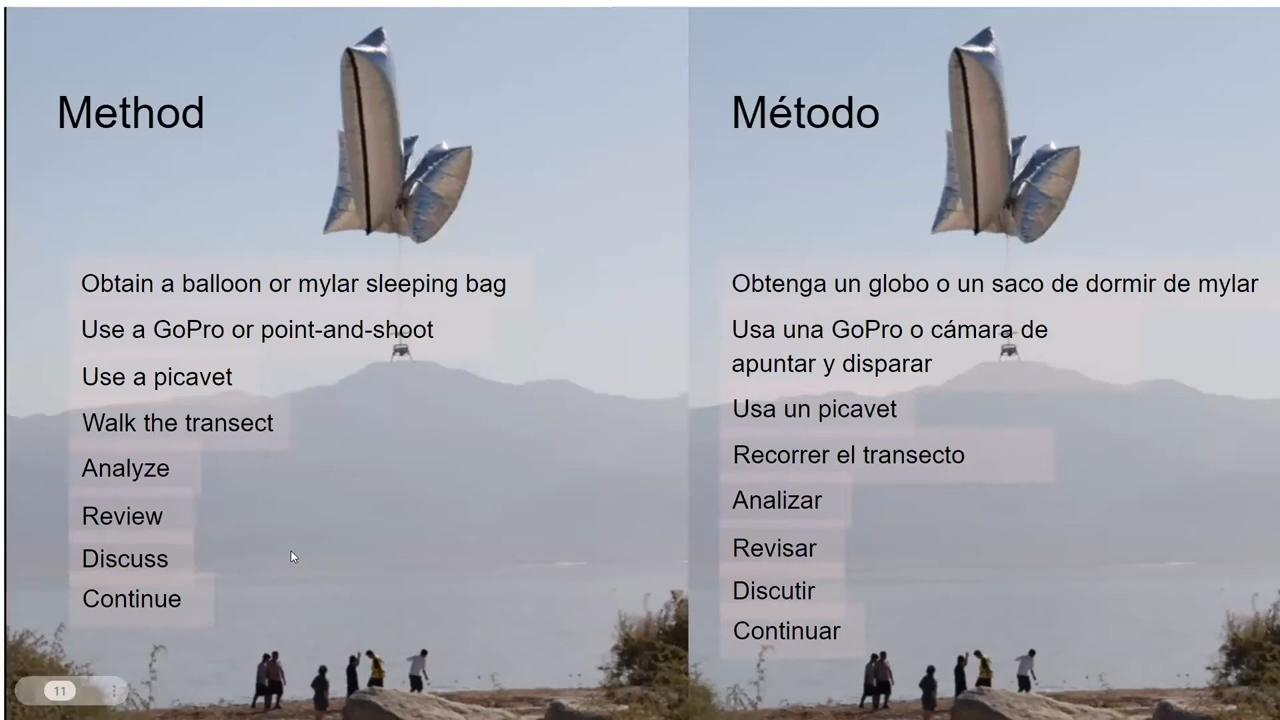 Method
Obtain a balloon or mylar sleeping bag
Use a GoPro or point-and-shoot
Use a picavet
Walk the transect
Analyze
Review
Discuss
Continue
Método
Obtenga un globo o un saco de dormir de mylar
Usa una GoPro o cámara de
apuntar y disparar
Usa un picavet
Recorrer el transecto
Analizar
Revisar
Discutir
Continuar
11